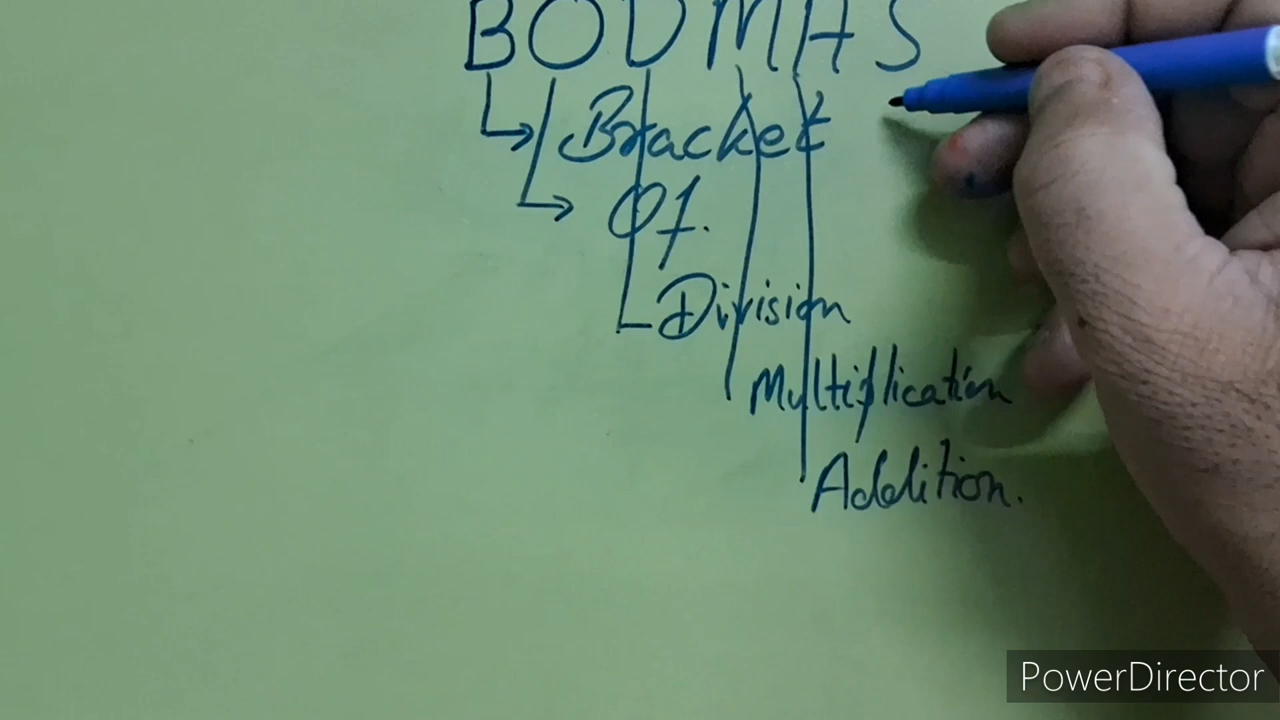 BODMAS
Bracket
Of.
Division
Multiplication
Addition.
PowerDirector